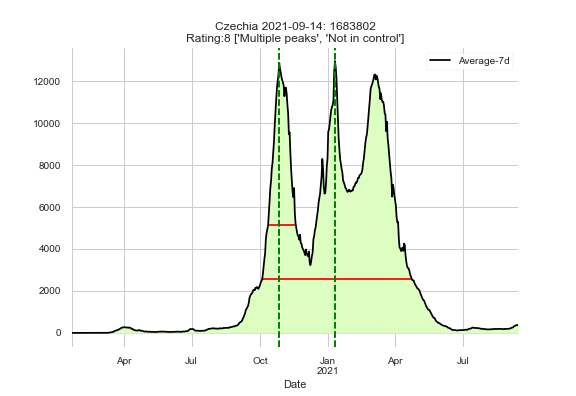 Czechia 2021-09-14: 1683802
Rating:8 ['Multiple peaks', 'Not in control']
Average-7d
12000
10000
8000
6000
4000
2000
0
Apr Jul Oct Jan Apr Jul
2021
Date